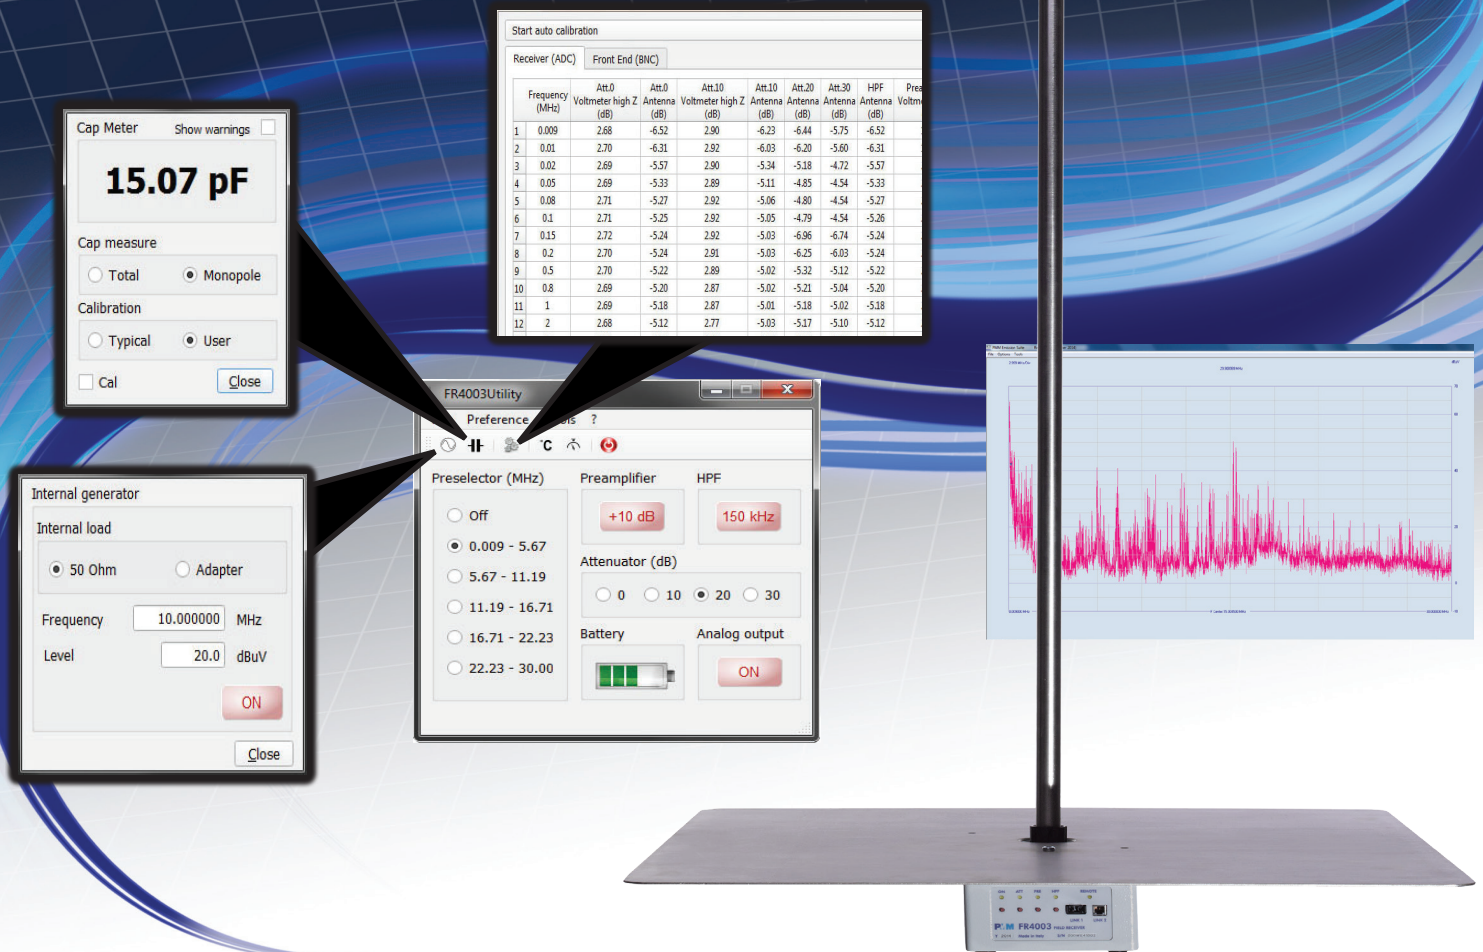 Start auto calibration
Receiver (ADC) Front End (BNC)
Att.0 Att.0 Att.10 Att.10 Att.20 Att.30 HPF
Frequency Voltmeter high Z Antenna Voltmeter high Z Antenna Antenna Antenna Antenna
(MHz) (dB) (dB) (dB) (dB) (dB) (dB) (dB)
1 0.009 2.68 -6.52 2.90 -6.23 -6.44 -5.75 -6.52
2 0.01 2.70 -6.31 2.92 -6.03 -6.20 -5.60 -6.31
3 0.02 2.69 -5.57 2.90 -5.34 -5.18 -4.72 -5.57
4 0.05 2.69 -5.33 2.89 -5.11 -4.85 -4.54 -5.33
5 0.08 2.71 -5.27 2.92 -5.06 -4.80 -4.54 -5.27
6 0.1 2.71 -5.25 2.92 -5.05 -4.79 -4.54 -5.26
7 0.15 2.72 -5.24 2.92 -5.03 -6.96 -6.74 -5.24
8 0.2 2.70 -5.24 2.91 -5.03 -6.25 -6.03 -5.24
9 0.5 2.70 -5.22 2.89 -5.02 -5.32 -5.12 -5.22
10 0.8 2.69 -5.20 2.87 -5.02 -5.21 -5.04 -5.20
11 1 2.69 -5.18 2.87 -5.01 -5.18 -5.02 -5.18
12 2 2.68 -5.12 2.77 -5.03 -5.17 -5.10 -5.12
Cap Meter Show warnings
15.07 pF
Cap measure
Total Monopole
Calibration
Typical User
Cal Close
FR4003Utility
Preference ?
°C
Preselector (MHz) Preamplifier HPF
Off
+10 dB 150 kHz
0.009 - 5.67
Attenuator (dB)
5.67 - 11.19
0 10 20 30
11.19 - 16.71
Battery Analog output
16.71 - 22.23
22.23 - 30.00
ON
Internal generator
Internal load
50 Ohm Adapter
Frequency 10.000000 MHz
Level 20.0 dBuV
ON
Close
File Options Tools
REMOTE
LINK 1 LINK 2
FR4003 FIELD RECEIVER
Made in Italy